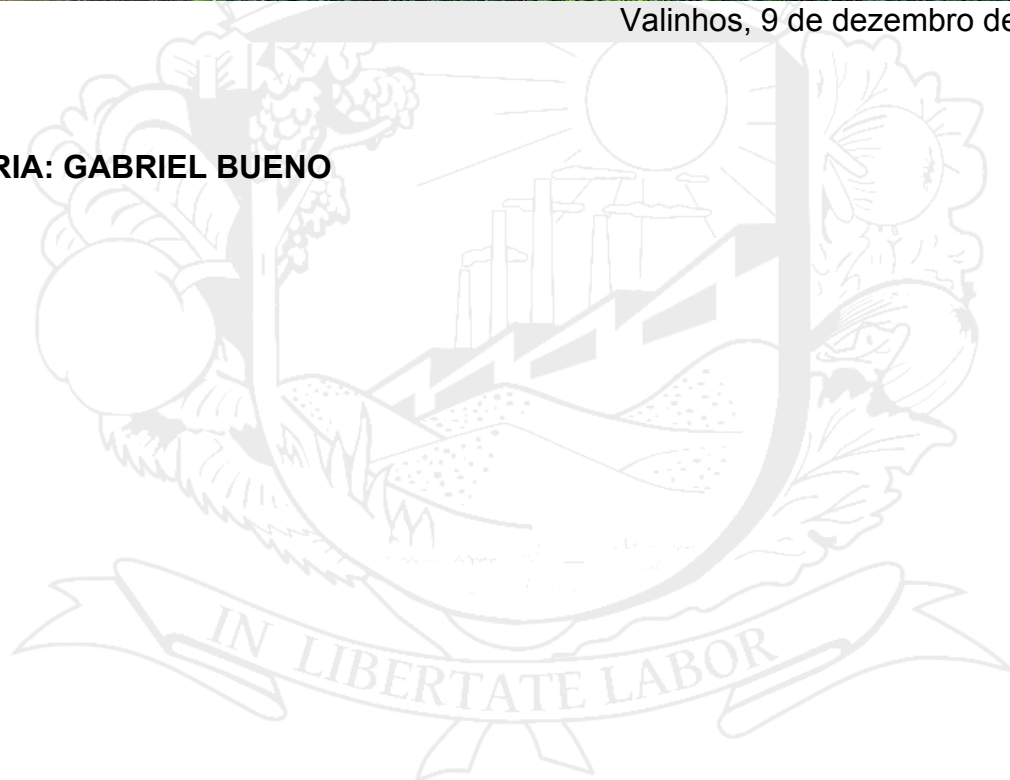 Valinhos, 9 de dezembro de
RIA: GABRIEL BUENO
IN LIBERTATE LABOR